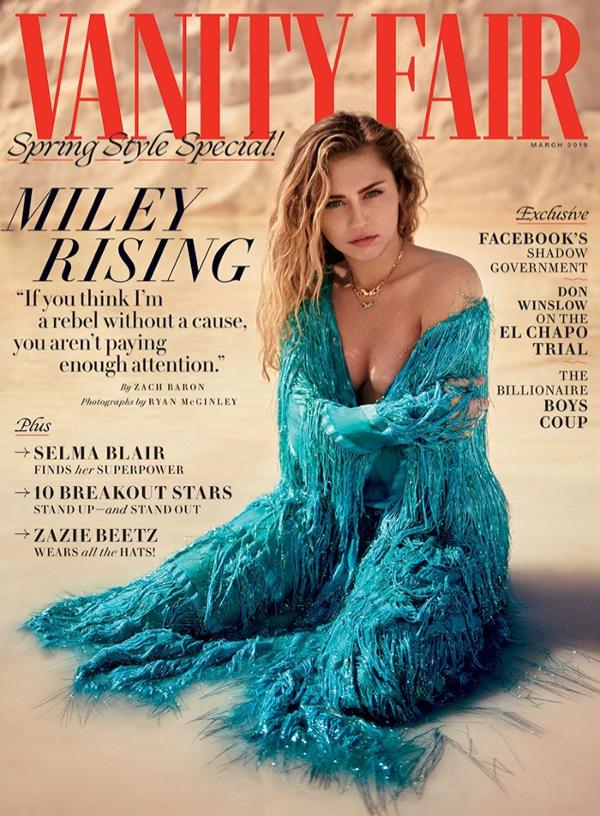 VANITY FAIR
MARCH 2019
Spring Style Special!
MILEY
RISING
“If you think I’m
a rebel without a cause,
you aren’t paying
enough attention.”
By ZACH BARON
Photographs by RYAN McGINLEY
Plus
→SELMA BLAIR
FINDS her SUPERPOWER
→10 BREAKOUT STARS
STAND UP—and STAND OUT
→ZAZIE BEETZ
WEARS all the HATS!
Exclusive
FACEBOOK’S
SHADOW
GOVERNMENT
DON
WINSLOW
ON THE
EL CHAPO
TRIAL
THE
BILLIONAIRE
BOYS
COUP